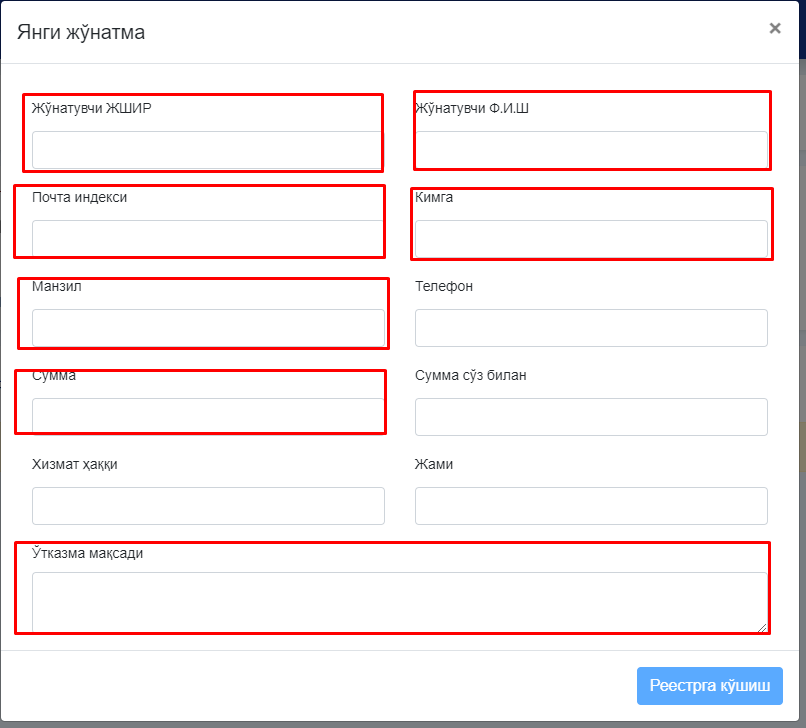 Янги жўнатма
×
Жўнатувчи ЖШИР
Жўнатувчи Ф.И.Ш
Почта индекси
Кимга
Манзил
Телефон
Сумма
Сумма сўз билан
Хизмат ҳаққи
Жами
Ўтказма мақсади
Реестрга қўшиш